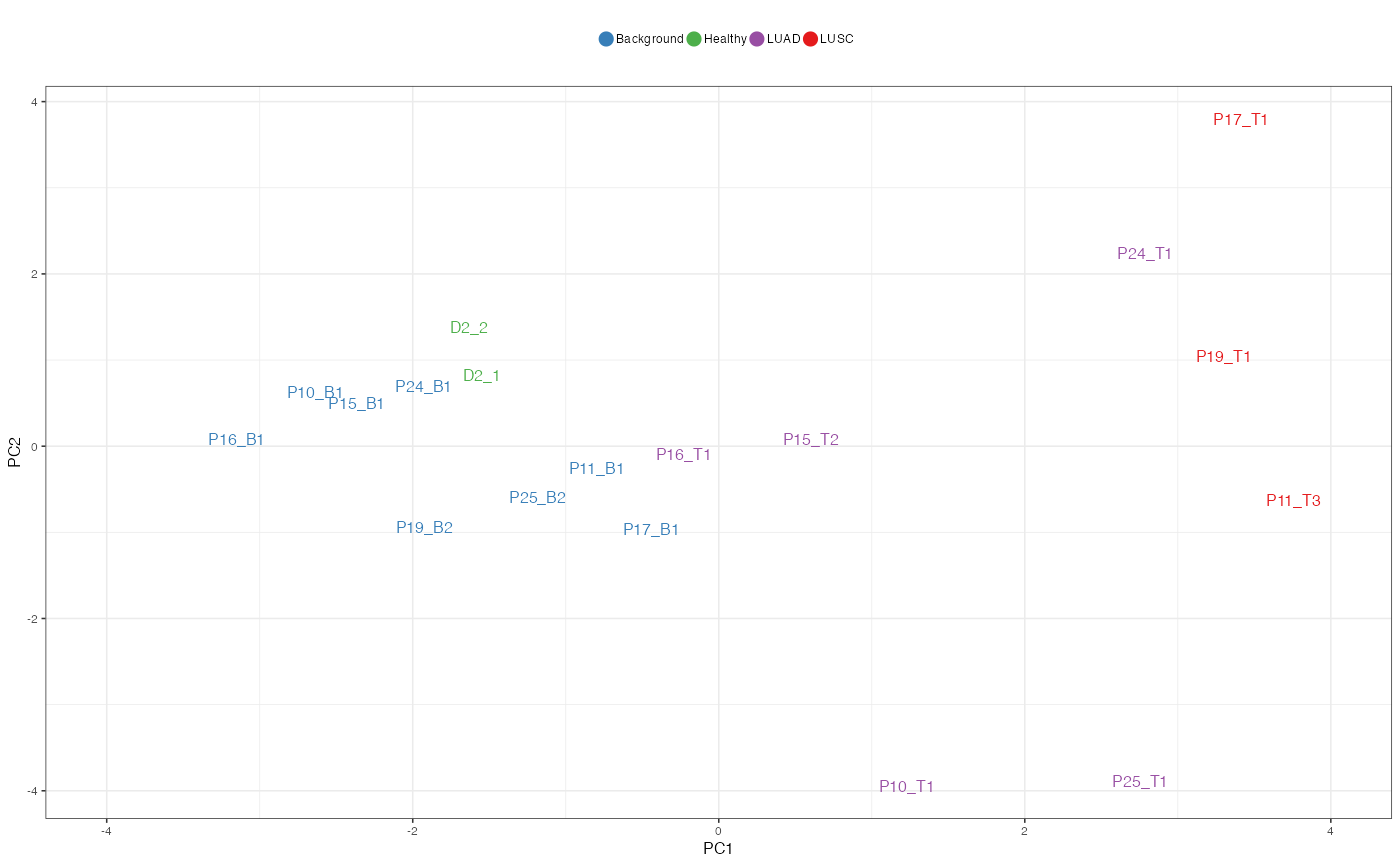 Background Healthy LUAD LUSC
4
P17_T1
P24_T1
2
D2_2
P19_T1
D2_1
P24_B1
P10_B1
P15_B1
P16_B1
P15_T2
0
P16_T1
P11_B1
P25_B2
P11_T3
P19_B2
P17_B1
PC2
-2
P25_T1
P10_T1
-4
-4 -2 0 2 4
PC1